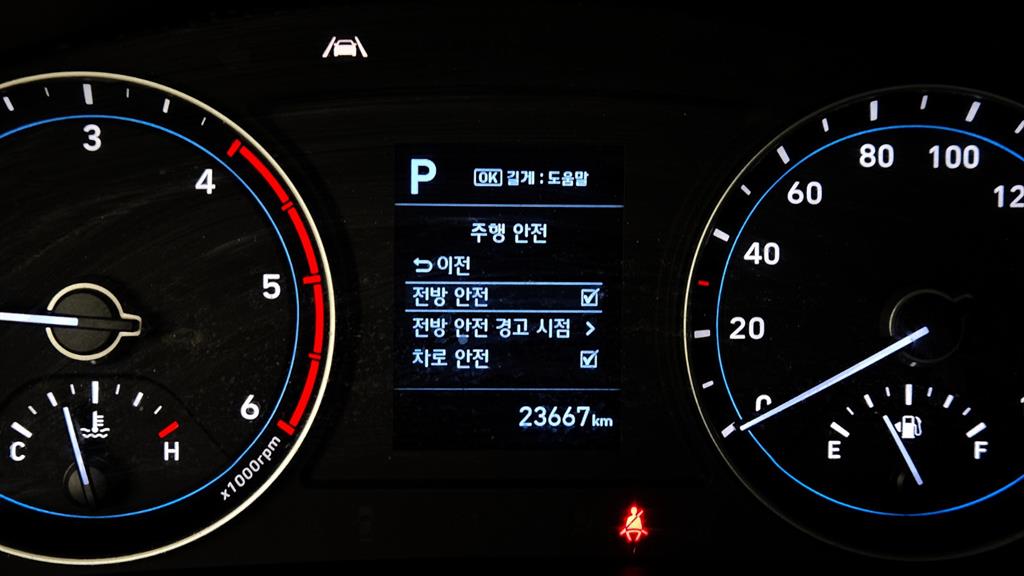 P
OK 길게 : 도움말
주행 안전
이전
전방 안전
전방 안전 경고 시점
차로 안전
23667 km
3
4
5
6
x1000rpm
C
H
0
20
40
60
80
100
E
F